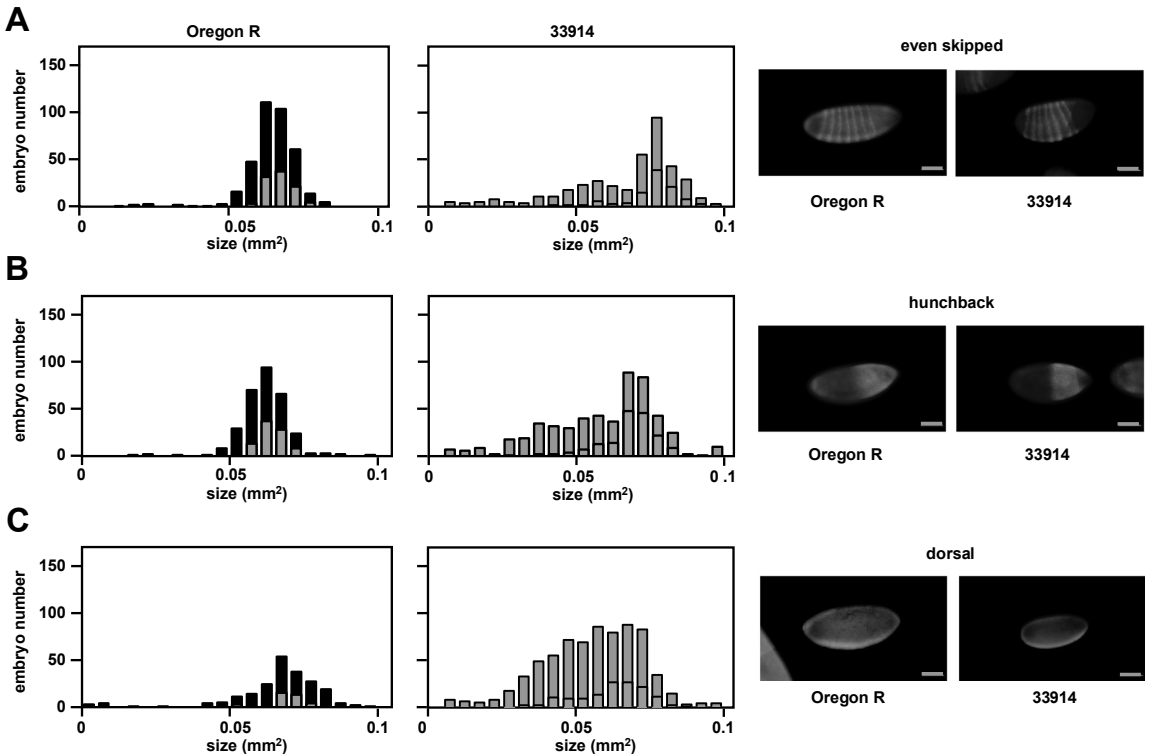 A
Oregon R
33914
even skipped
embryo number
150
100
50
0
0
0.05
0.1
size (mm2)
0
0.05
0.1
size (mm2)
Oregon R
33914
B
hunchback
embryo number
150
100
50
0
0
0.05
0.1
size (mm2)
0
0.05
0 .1
size (mm2)
Oregon R
33914
C
dorsal
embryo number
150
100
50
0
0
0.05
0.1
size (mm2)
0
0.05
0.1
size (mm2)
Oregon R
33914